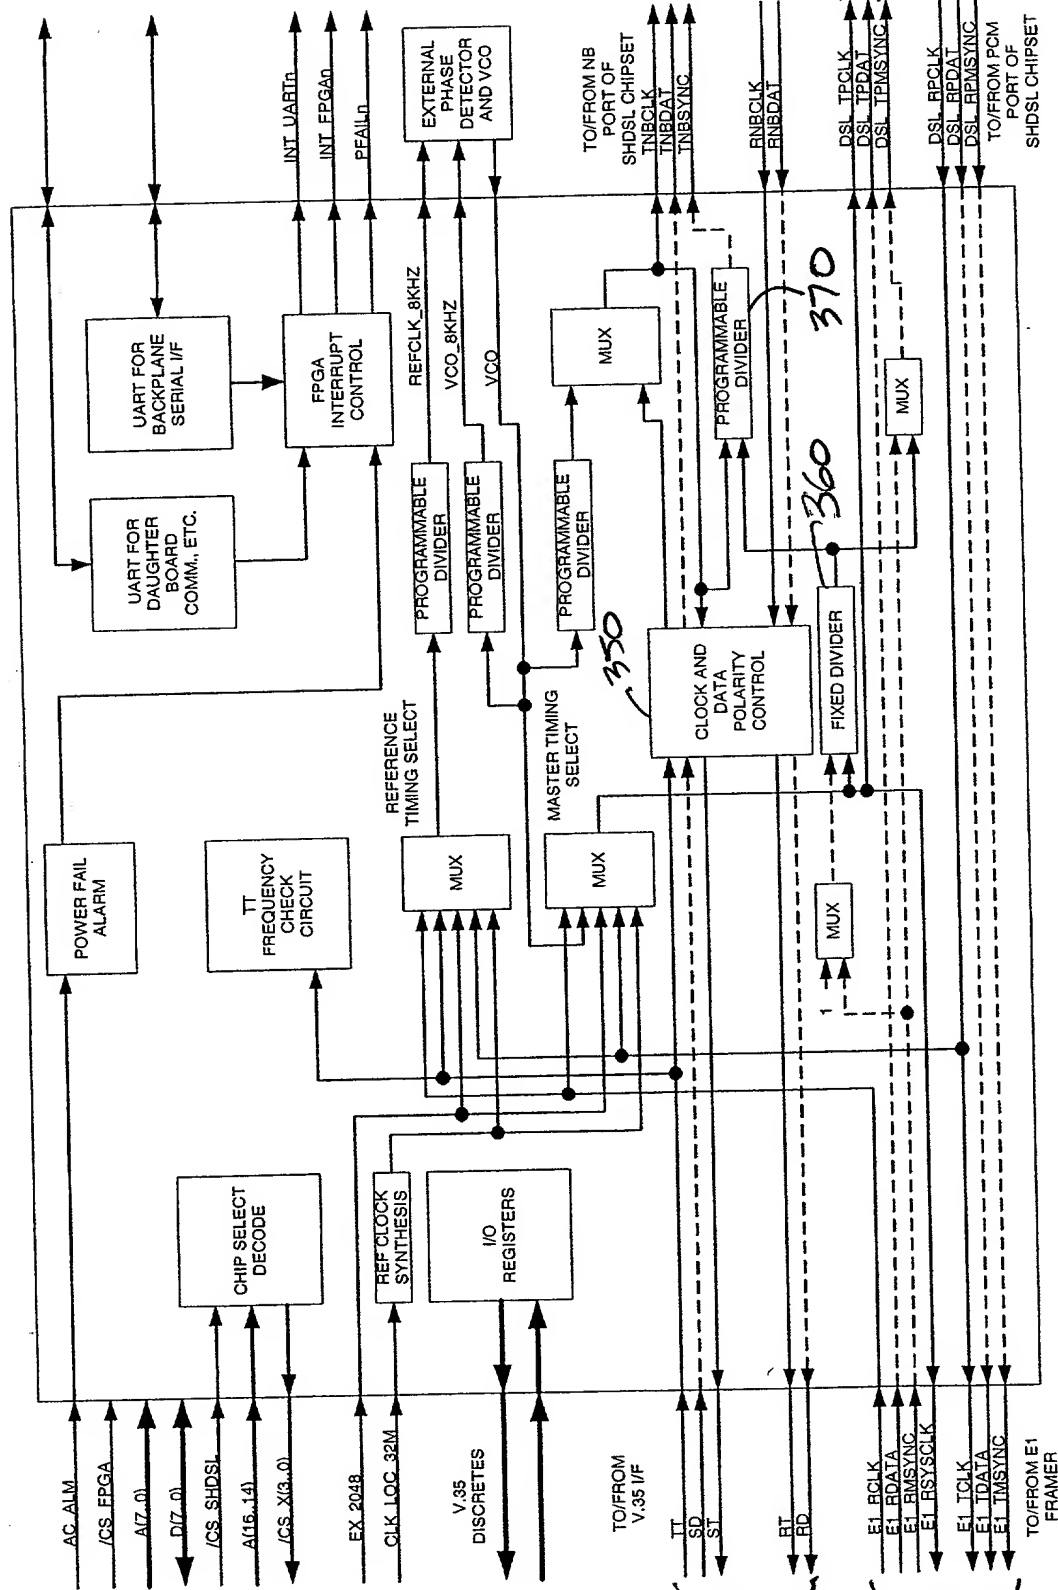 AC_ALM
/CS_FPGA
A(7..0)
D(7..0)
/CS_SHDSL
A(16..14)
/CS_X(3..0)
EX_2048
CLK_LOC_32M
V.35
DISCRETES
TO/FROM
V.35 I/F
TT
SD
ST
RT
RD
E1_RCLK
E1_RDATA
E1_RMSYNC
E1_RSYSCLK
E1_TCLK
E1_TDATA
E1_TMSYNC
TO/FROM E1
FRAMER
CHIP SELECT
DECODE
REF CLOCK
SYNTHESIS
I/O
REGISTERS
POWER FAIL
ALARM
TT
FREQUENCY
CHECK
CIRCUIT
MUX
REFERENCE
TIMING SELECT
MUX
MASTER TIMING
SELECT
MUX
1
UART FOR
DAUGHTER
BOARD
COMM., ETC.
UART FOR
BACKPLANE
SERIAL I/F
FPGA
INTERRUPT
CONTROL
PROGRAMMABLE
DIVIDER
PROGRAMMABLE
DIVIDER
PROGRAMMABLE
DIVIDER
350
CLOCK AND
DATA
POLARITY
CONTROL
FIXED DIVIDER
360
REFCLK_8KHZ
VCO_8KHZ
VCO
MUX
PROGRAMMABLE
DIVIDER
370
MUX
INT_UARTn
INT_FPGAn
PFAILn
EXTERNAL
PHASE
DETECTOR
AND VCO
TO/FROM NB
PORT OF
SHDSL CHIPSET
TNBCLK
TNBDAT
TNBSYNC
RNBCLK
RNBDAT
DSL_TPCLK
DSL_TPDAT
DSL_TPMSYNC
DSL_RPCLK
DSL_RPDAT
DSL_RPMSYNC
TO/FROM PCM
PORT OF
SHDSL CHIPSET